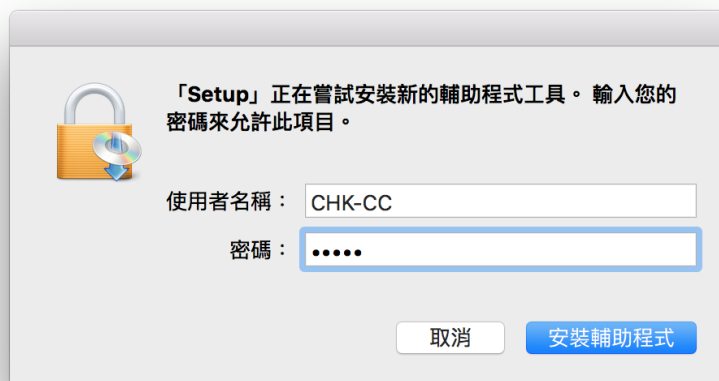 「Setup」正在嘗試安裝新的輔助程式工具。 輸入您的
密碼來允許此項目。
使用者名稱： CHK-CC
密碼： •••••
取消 安裝輔助程式